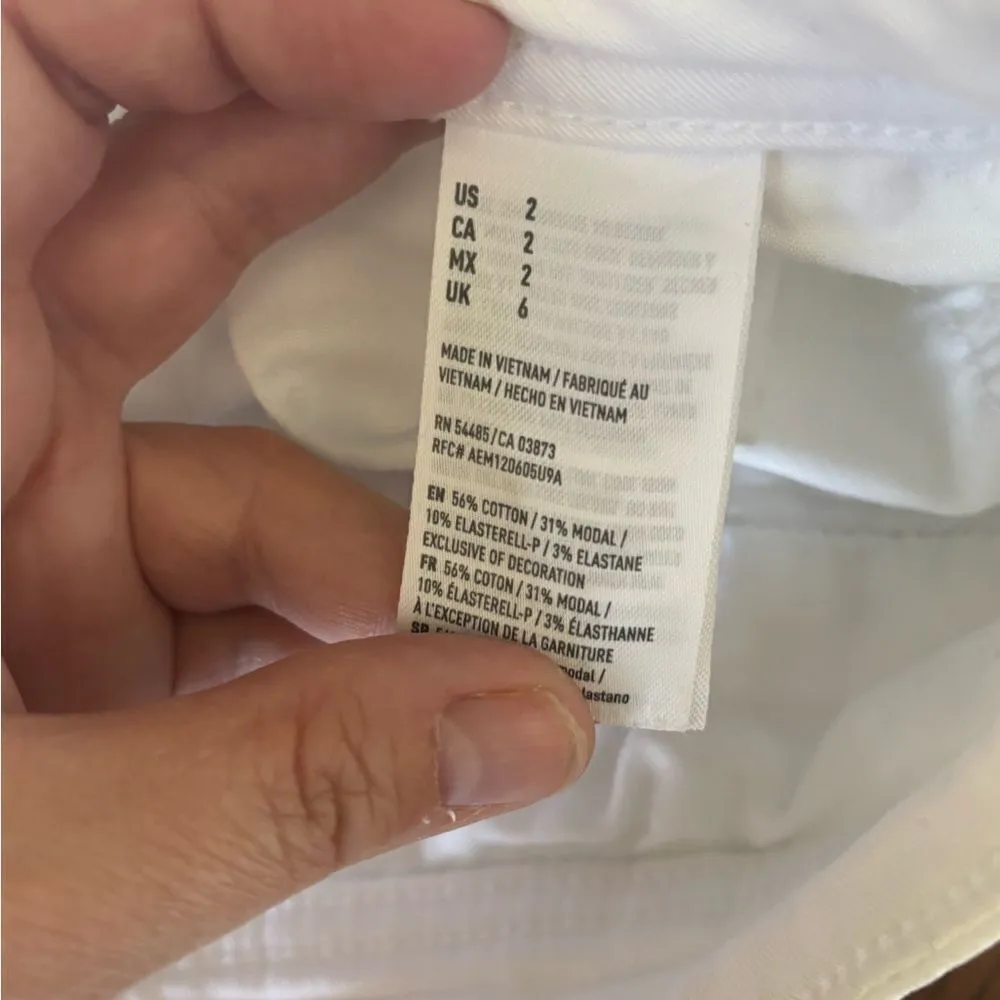 US 2
CA 2
MX 2
UK 6
MADE IN VIETNAM / FABRIQUÉ AU
VIETNAM / HECHO EN VIETNAM
RN 54485 / CA 03873
RFC# AEM120605U9A
EN 56% COTTON / 31% MODAL /
10% ELASTERELL-P / 3% ELASTANE
EXCLUSIVE OF DECORATION
FR 56% COTON / 31% MODAL /
10% ÉLASTERELL-P / 3% ÉLASTHANNE
À L'EXCEPTION DE LA GARNITURE
SP
modal /